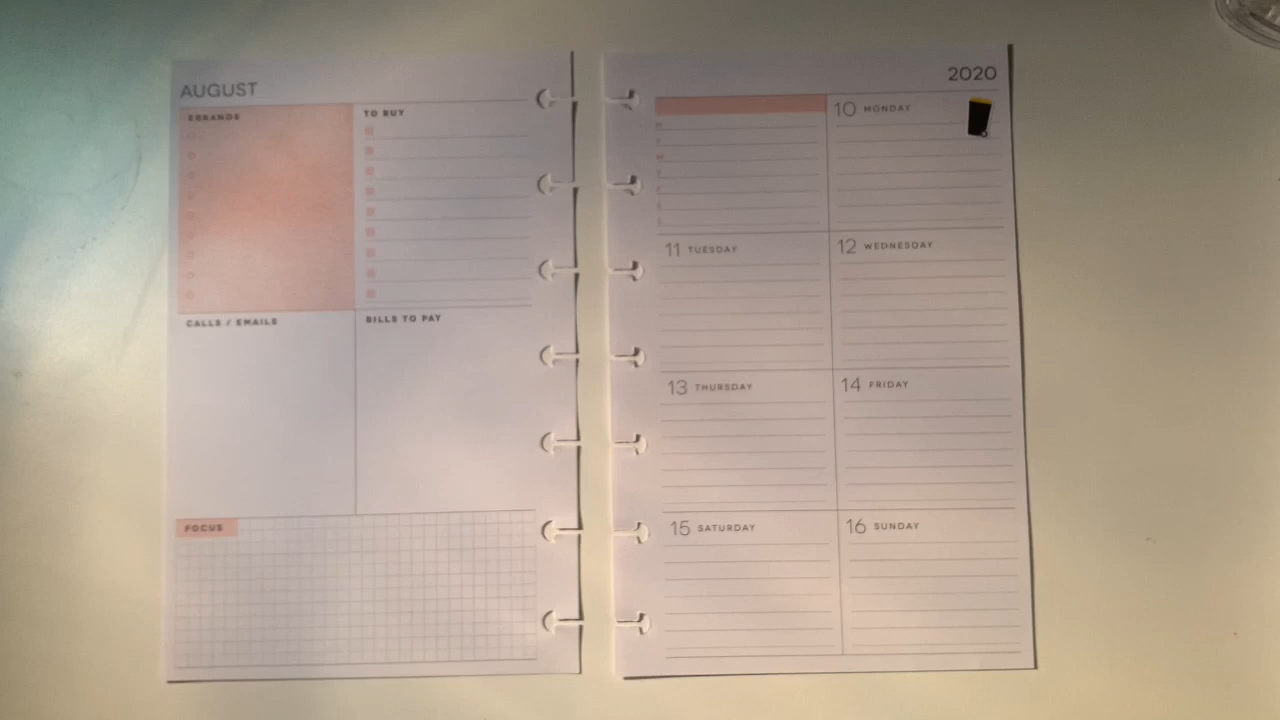 AUGUST
ERRANDS
TO BUY
CALLS / EMAILS
BILLS TO PAY
FOCUS
2020
10 MONDAY
11 TUESDAY
12 WEDNESDAY
13 THURSDAY
14 FRIDAY
15 SATURDAY
16 SUNDAY